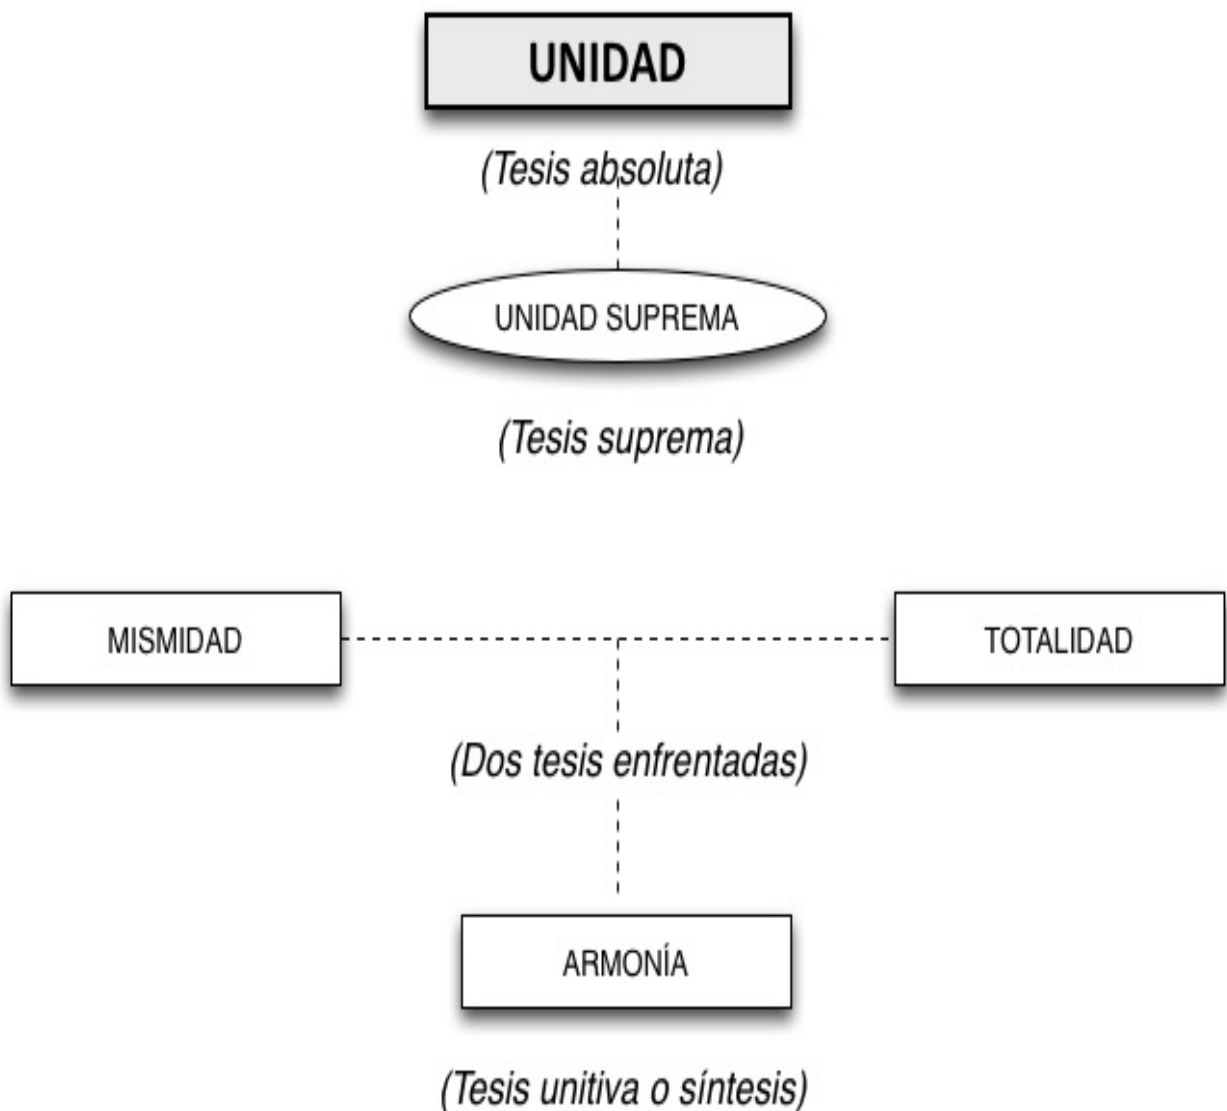 UNIDAD
(Tesis absoluta)
UNIDAD SUPREMA
(Tesis suprema)
MISMIDAD
TOTALIDAD
(Dos tesis enfrentadas)
ARMONÍA
(Tesis unitiva o síntesis)